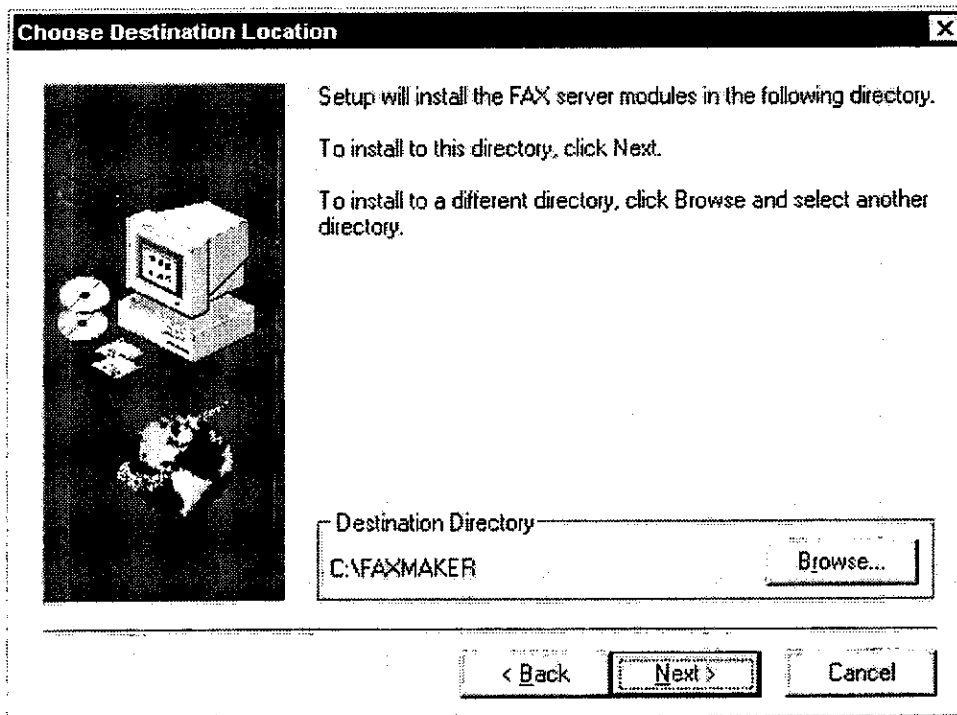 Choose Destination Location
Setup will install the FAX server modules in the following directory.
To install to this directory, click Next.
To install to a different directory, click Browse and select another
directory.
Destination Directory
C:\FAXMAKER
Browse...
< Back
Next >
Cancel